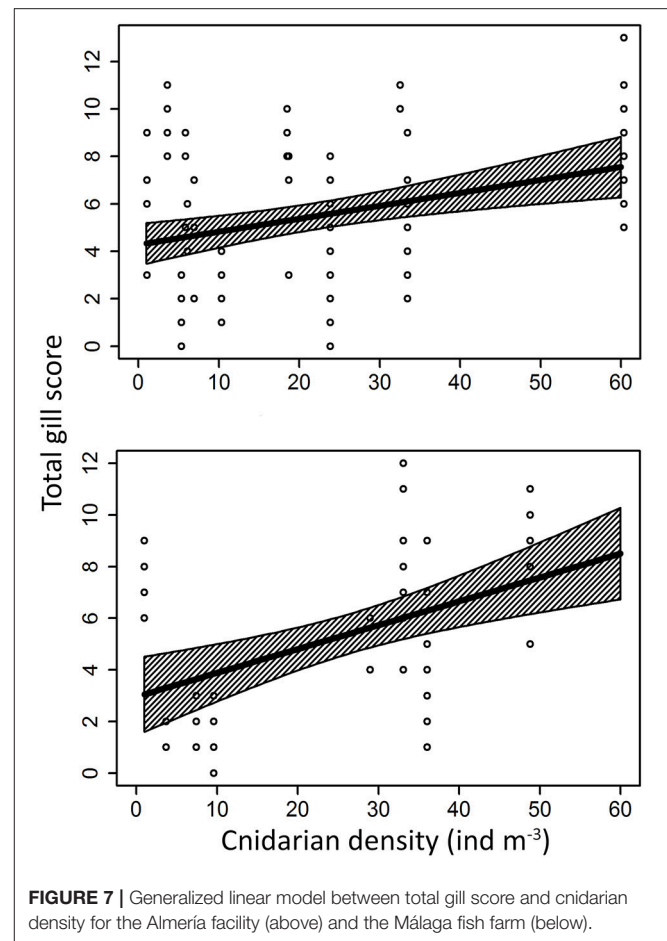 12
10
8
6
4
2
0
0 10 20 30 40 50 60
Total gill score
12
10
8
6
4
2
0
0 10 20 30 40 50 60
Cnidarian density (ind m⁻³)
FIGURE 7 | Generalized linear model between total gill score and cnidarian
density for the Almería facility (above) and the Málaga fish farm (below).